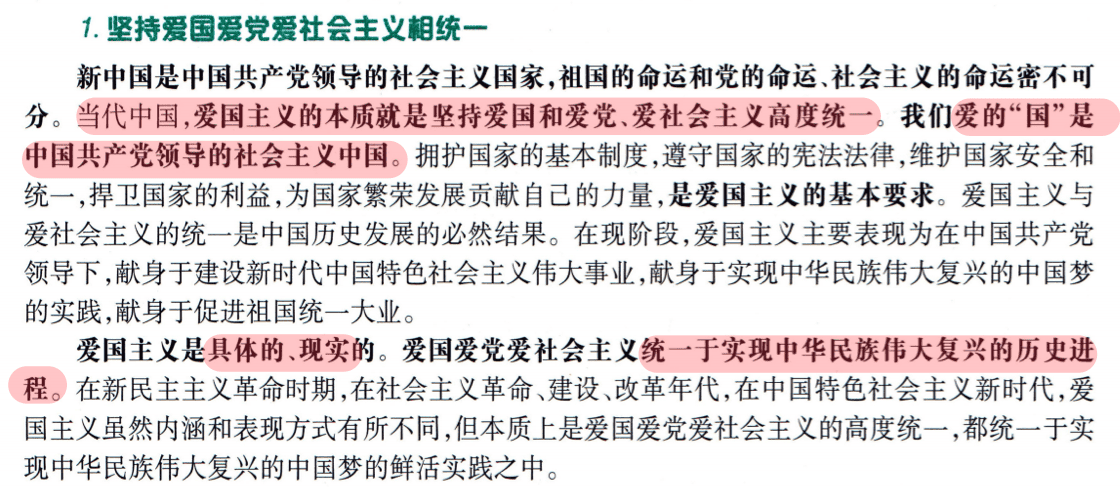 1. 坚持爱国爱党爱社会主义相统一
新中国是中国共产党领导的社会主义国家,祖国的命运和党的命运、社会主义的命运密不可
分。当代中国,爱国主义的本质就是坚持爱国和爱党、爱社会主义高度统一。我们爱的“国”是
中国共产党领导的社会主义中国。拥护国家的基本制度,遵守国家的宪法法律,维护国家安全和
统一,捍卫国家的利益,为国家繁荣发展贡献自己的力量,是爱国主义的基本要求。爱国主义与
爱社会主义的统一是中国历史发展的必然结果。在现阶段,爱国主义主要表现为在中国共产党
领导下,献身于建设新时代中国特色社会主义伟大事业,献身于实现中华民族伟大复兴的中国梦
的实践,献身于促进祖国统一大业。
爱国主义是具体的、现实的。爱国爱党爱社会主义统一于实现中华民族伟大复兴的历史进
程。在新民主主义革命时期,在社会主义革命、建设、改革年代,在中国特色社会主义新时代,爱
国主义虽然内涵和表现方式有所不同,但本质上是爱国爱党爱社会主义的高度统一,都统一于实
现中华民族伟大复兴的中国梦的鲜活实践之中。